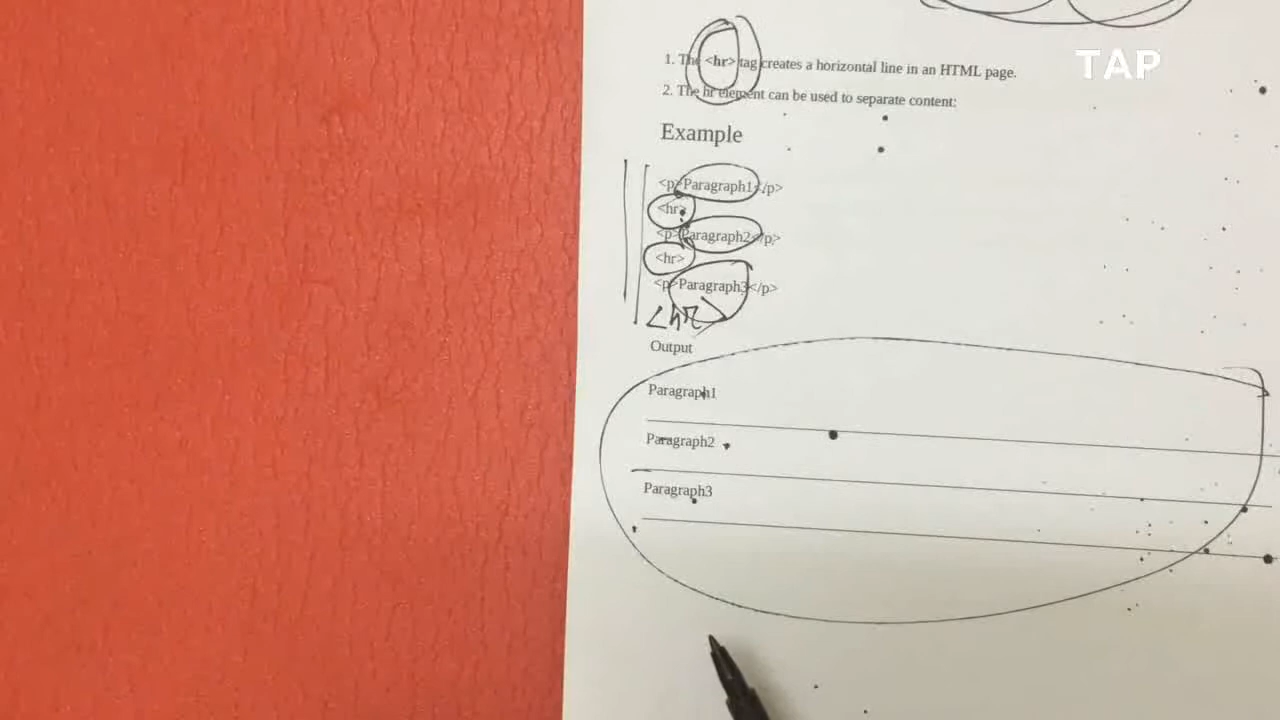 TAP
1. The <hr> tag creates a horizontal line in an HTML page.
2. The hr element can be used to separate content:
Example
<p>Paragraph1</p>
<hr>
<p>Paragraph2</p>
<hr>
<p>Paragraph3</p>
<hr>
Output
Paragraph1
Paragraph2
Paragraph3